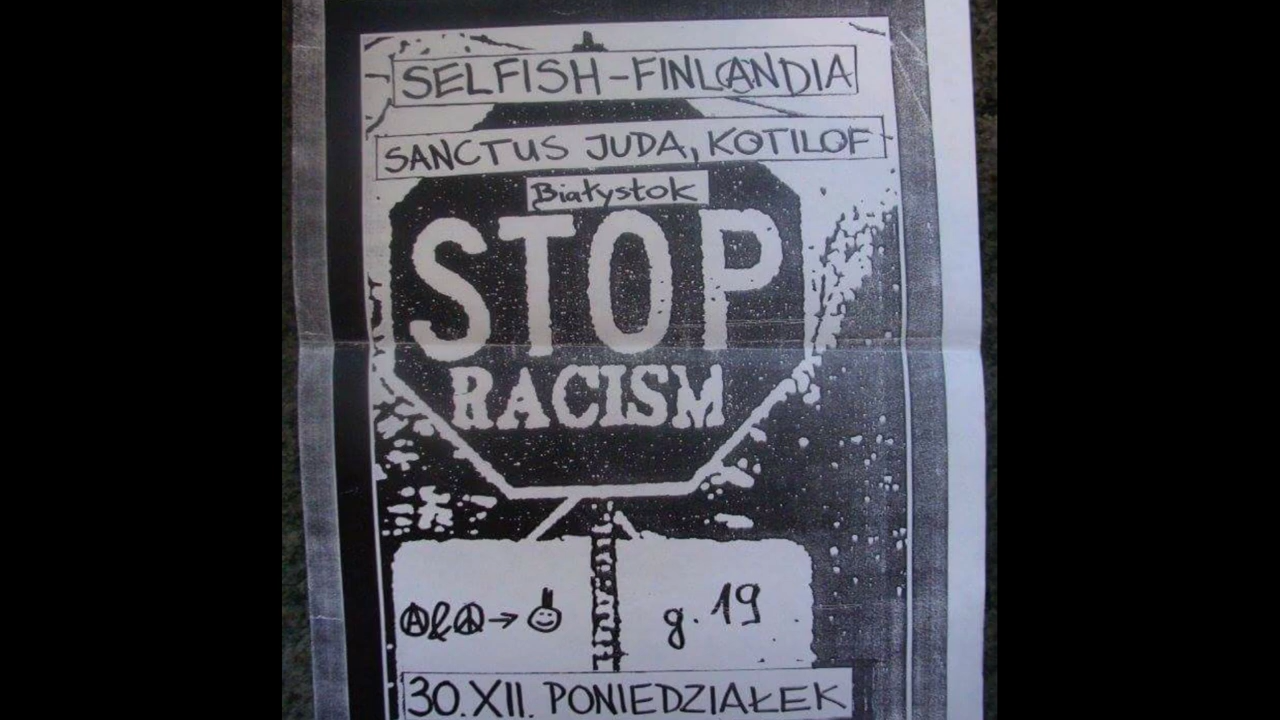 SELFISH-FINLANDIA
SANCTUS JUDA, KOTILOF
Białystok
STOP
RACISM
g. 19
30.XII. PONIEDZIAŁEK